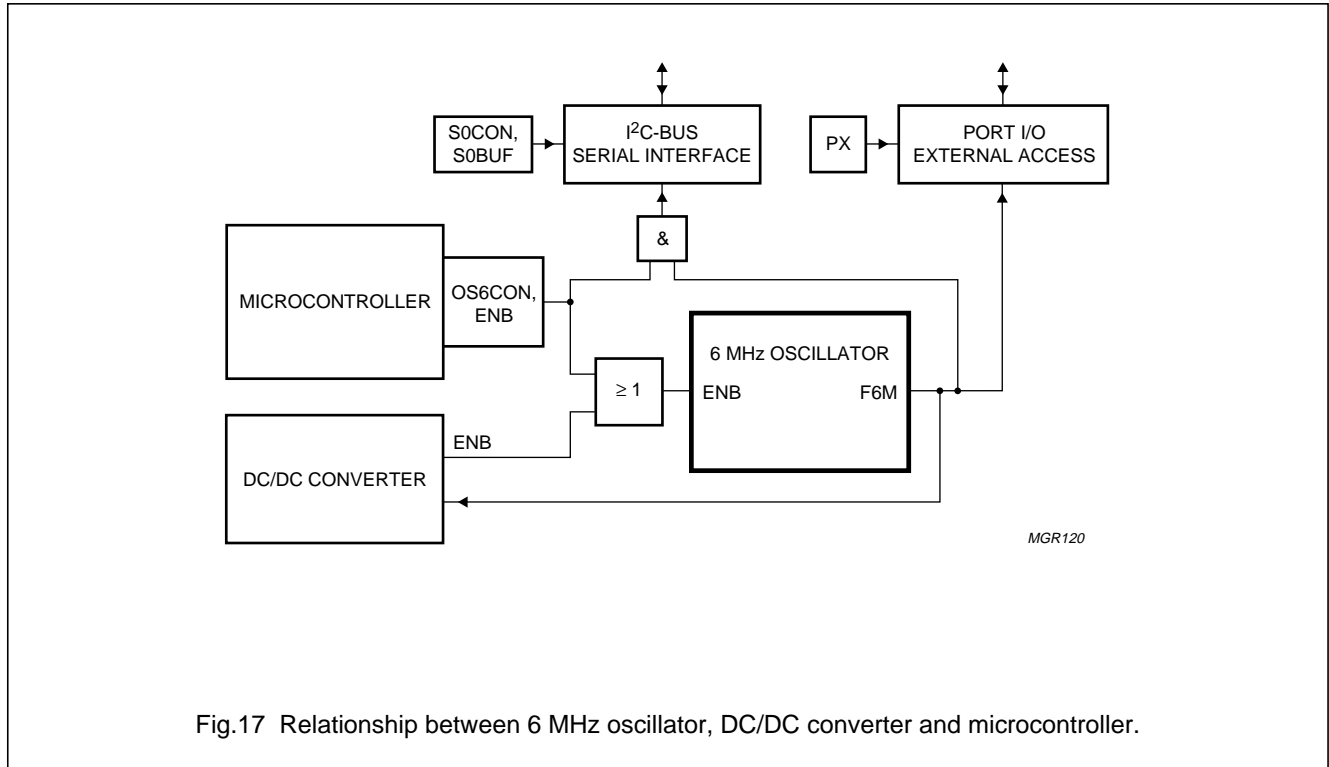 S0CON,
S0BUF
I²C-BUS
SERIAL INTERFACE
PX
PORT I/O
EXTERNAL ACCESS
&
MICROCONTROLLER
OS6CON,
ENB
6 MHz OSCILLATOR
≥ 1
ENB
F6M
ENB
DC/DC CONVERTER
MGR120
Fig.17 Relationship between 6 MHz oscillator, DC/DC converter and microcontroller.